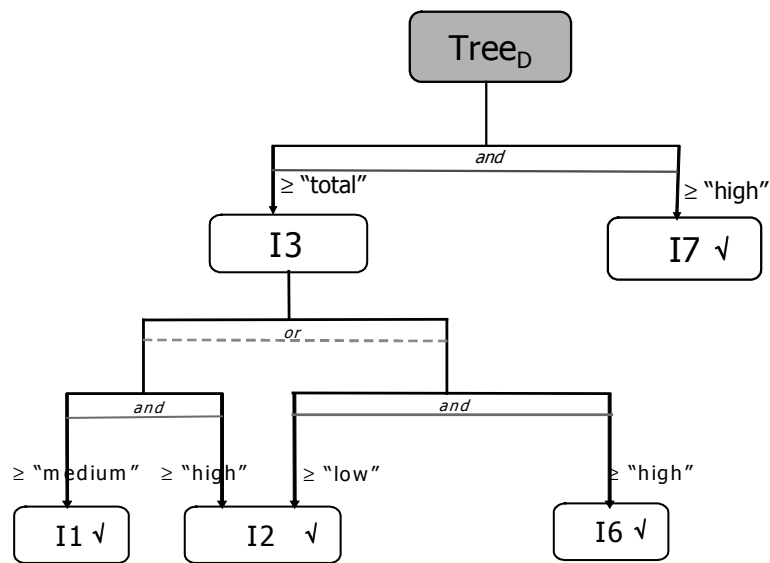 Tree_D
and
≥ “total”
≥ “high”
I3
I7 √
or
and
and
≥ “medium”
≥ “high”
≥ “low”
≥ “high”
I1 √
I2 √
I6 √